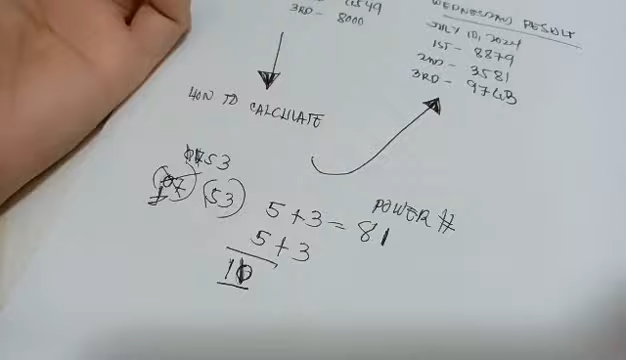 3RD - 8000
WEDNESDAY RESULT
JULY 10, 2024
1ST - 8879
2ND - 3581
3RD - 9743
HOW TO CALCULATE
53
53
5+3 = 81
POWER #
5+3